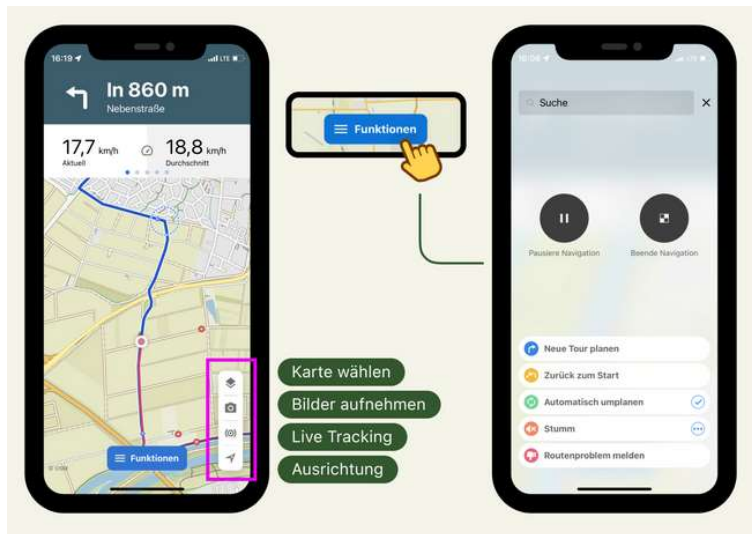 16:19
LTE
In 860 m
Nebenstraße
17,7 km/h
Aktuell
18,8 km/h
Durchschnitt
Funktionen
Funktionen
Karte wählen
Bilder aufnehmen
Live Tracking
Ausrichtung
Suche
Pausiere Navigation
Beende Navigation
Neue Tour planen
Zurück zum Start
Automatisch umplanen
Stumm
Routenproblem melden